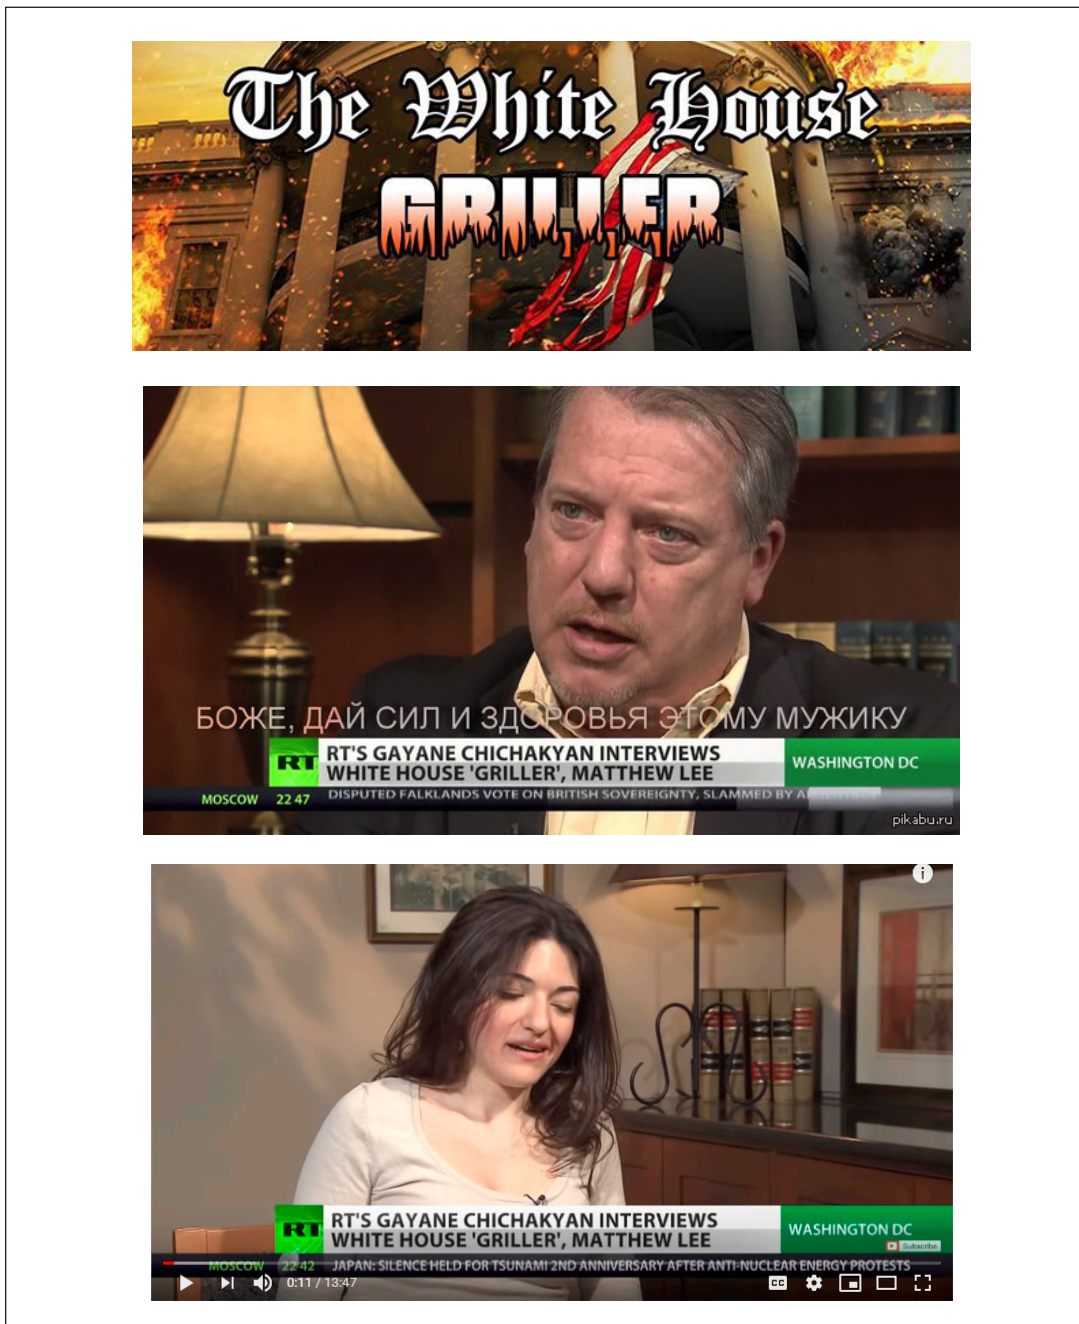 The White House
GRILLER
БОЖЕ, ДАЙ СИЛ И ЗДОРОВЬЯ ЭТОМУ МУЖИКУ
RT
RT'S GAYANE CHICHAKYAN INTERVIEWS
WHITE HOUSE 'GRILLER', MATTHEW LEE
WASHINGTON DC
MOSCOW 22 47 DISPUTED FALKLANDS VOTE ON BRITISH SOVEREIGNTY, SLAMMED BY
pikabu.ru
RT
RT'S GAYANE CHICHAKYAN INTERVIEWS
WHITE HOUSE 'GRILLER', MATTHEW LEE
WASHINGTON DC
Subscribe
MOSCOW 22 42 JAPAN: SILENCE HELD FOR TSUNAMI 2ND ANNIVERSARY AFTER ANTI-NUCLEAR ENERGY PROTESTS
0:11 / 13:47
CC